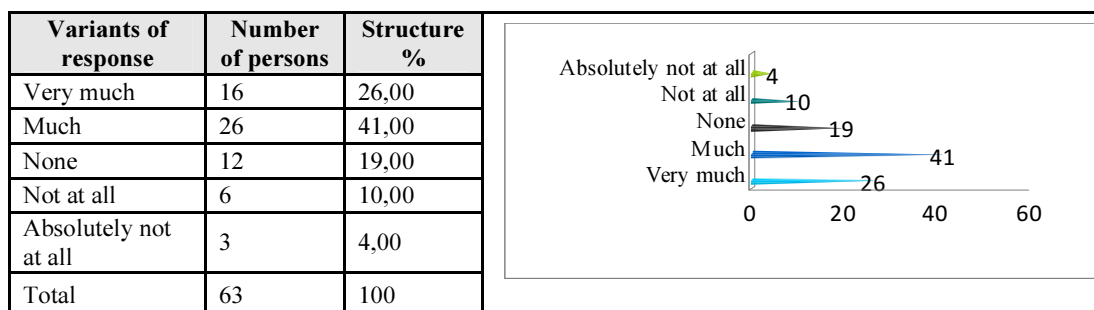 Variants of response Number of persons Structure %
Very much 16 26,00
Much 26 41,00
None 12 19,00
Not at all 6 10,00
Absolutely not at all 3 4,00
Total 63 100
Absolutely not at all 4
Not at all 10
None 19
Much 41
Very much 26
0 20 40 60